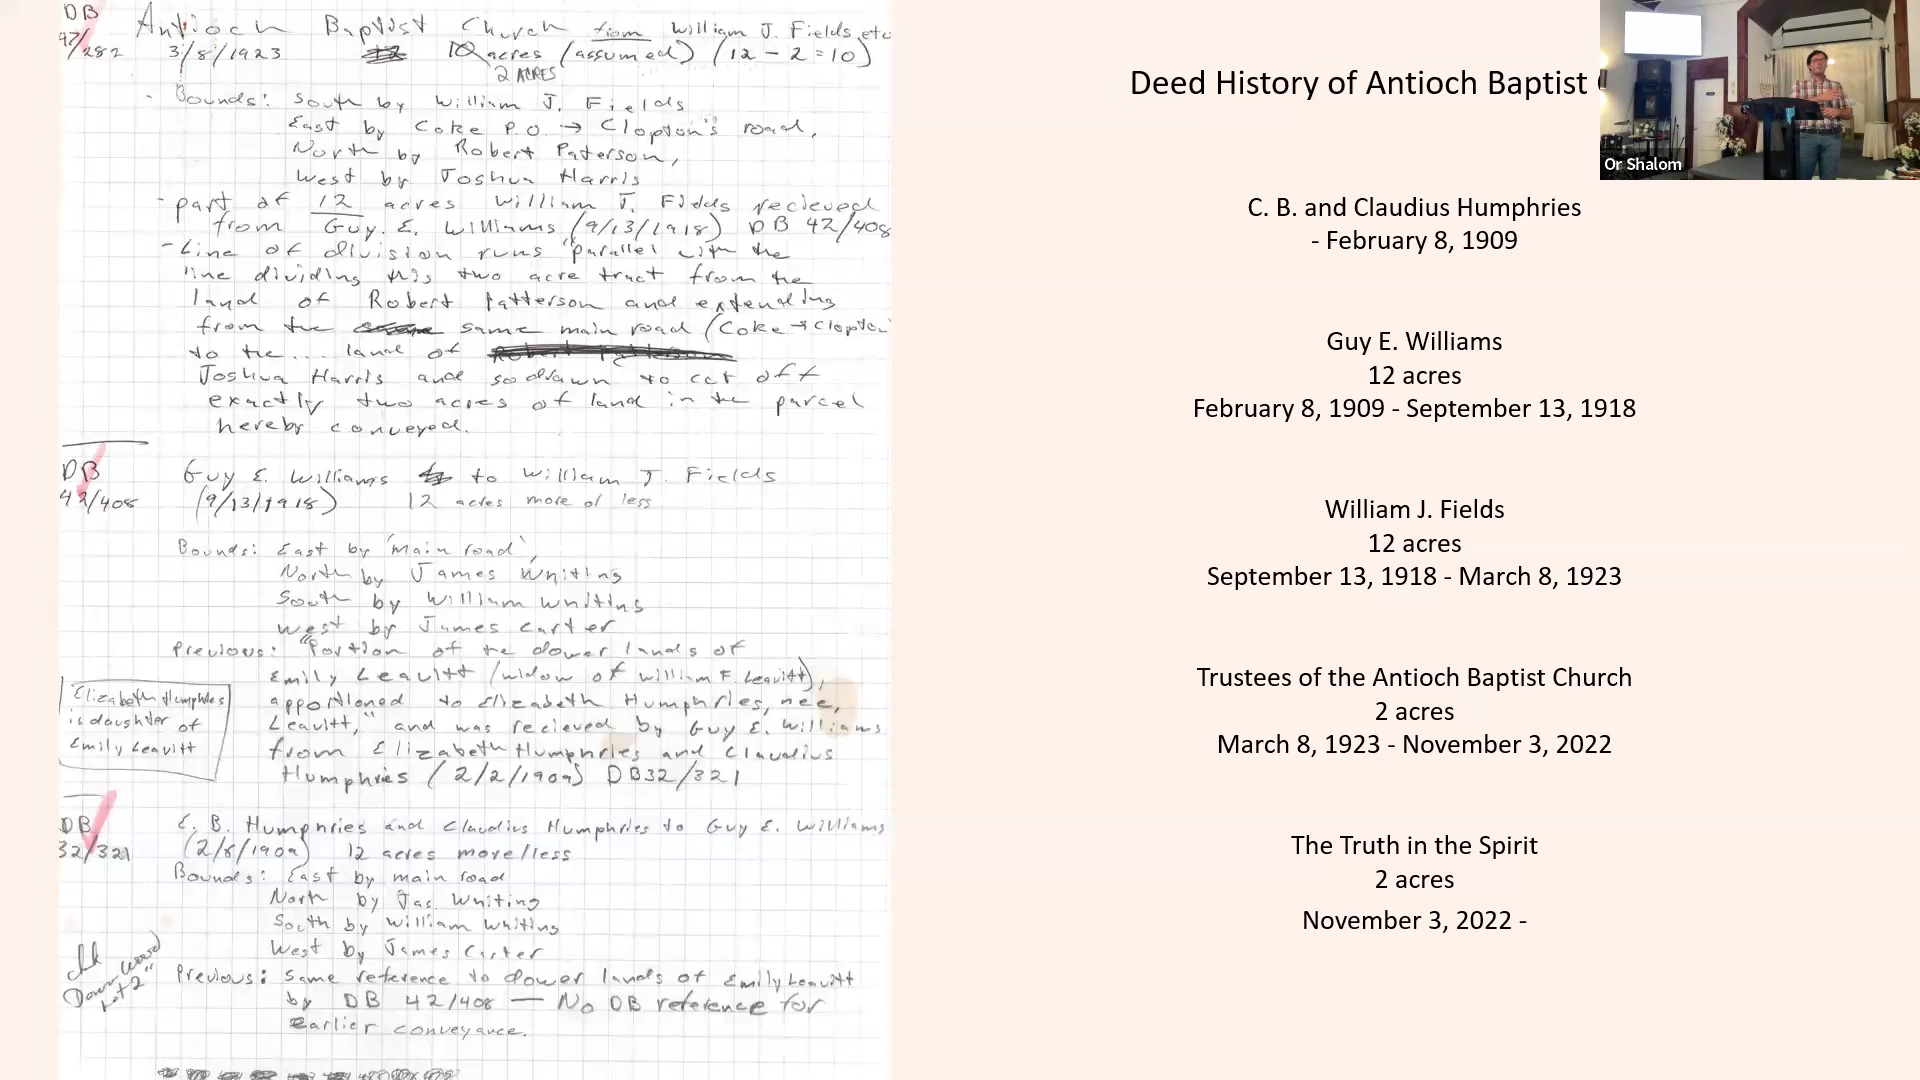 DB
47/282
Antioch Baptist Church from William J. Fields, etc
3/8/1923 10 acres (assumed) (12 - 2 = 10)
2 ACRES
- Bounds: South by William J. Fields
East by Coke P.O. → Clopton's road,
North by Robert Paterson,
West by Joshua Harris
- part of 12 acres William J. Fields recieved
from Guy. E. Williams (9/13/1918) DB 42/408
- Line of division runs "parallel with the
line dividing this two acre tract from the
land of Robert Patterson and extending
from the same main road (Coke → Clopton
to the ... land of
Joshua Harris and so drawn to cut off
exactly two acres of land in the parcel
hereby conveyed.
DB
42/408
Guy E. Williams to William J. Fields
(9/13/1918) 12 acres more or less
Bounds: East by 'main road',
North by James Whiting
South by William Whiting
West by James Carter
Previous: "Portion of the dower lands of
Emily Leavitt (widow of William F. Leavitt),
apportioned to Elizabeth Humphries, nee,
Leavitt," and was recieved by Guy E. Williams
from Elizabeth Humphries and Claudius
Humphries (2/2/1909) DB32/321
Elizabeth Humphries
is daughter of
Emily Leavitt
DB
32/321
E. B. Humphries and Claudius Humphries to Guy E. Williams
(2/8/1909) 12 acres more/less
Bounds: East by main road
North by Jas. Whiting
South by William Whiting
West by James Carter
Previous: Same reference to dower lands of Emily Leavitt
by DB 42/408 — No DB reference for
earlier conveyance.
Lot 2"
Deed History of Antioch Baptist
Or Shalom
C. B. and Claudius Humphries
- February 8, 1909
Guy E. Williams
12 acres
February 8, 1909 - September 13, 1918
William J. Fields
12 acres
September 13, 1918 - March 8, 1923
Trustees of the Antioch Baptist Church
2 acres
March 8, 1923 - November 3, 2022
The Truth in the Spirit
2 acres
November 3, 2022 -